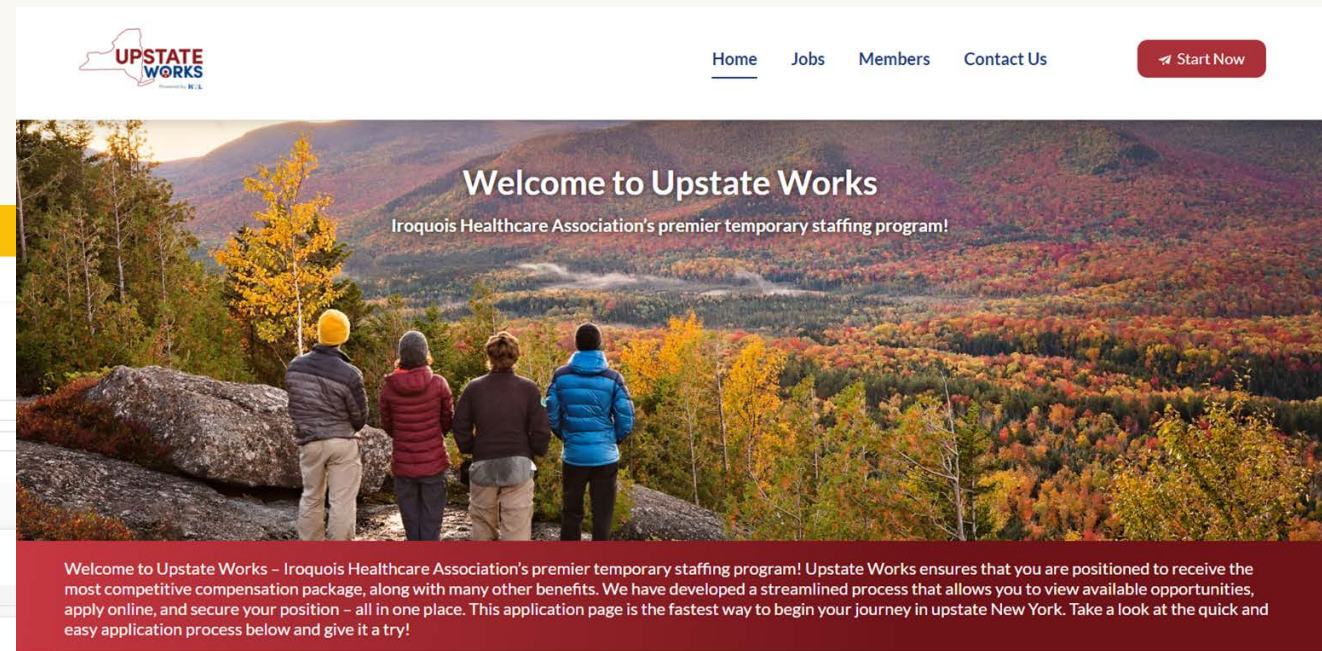 UPSTATE
WORKS
Powered by
Home Jobs Members Contact Us
Start Now
Welcome to Upstate Works
Iroquois Healthcare Association's premier temporary staffing program!
Welcome to Upstate Works – Iroquois Healthcare Association's premier temporary staffing program! Upstate Works ensures that you are positioned to receive the
most competitive compensation package, along with many other benefits. We have developed a streamlined process that allows you to view available opportunities,
apply online, and secure your position – all in one place. This application page is the fastest way to begin your journey in upstate New York. Take a look at the quick and
easy application process below and give it a try!